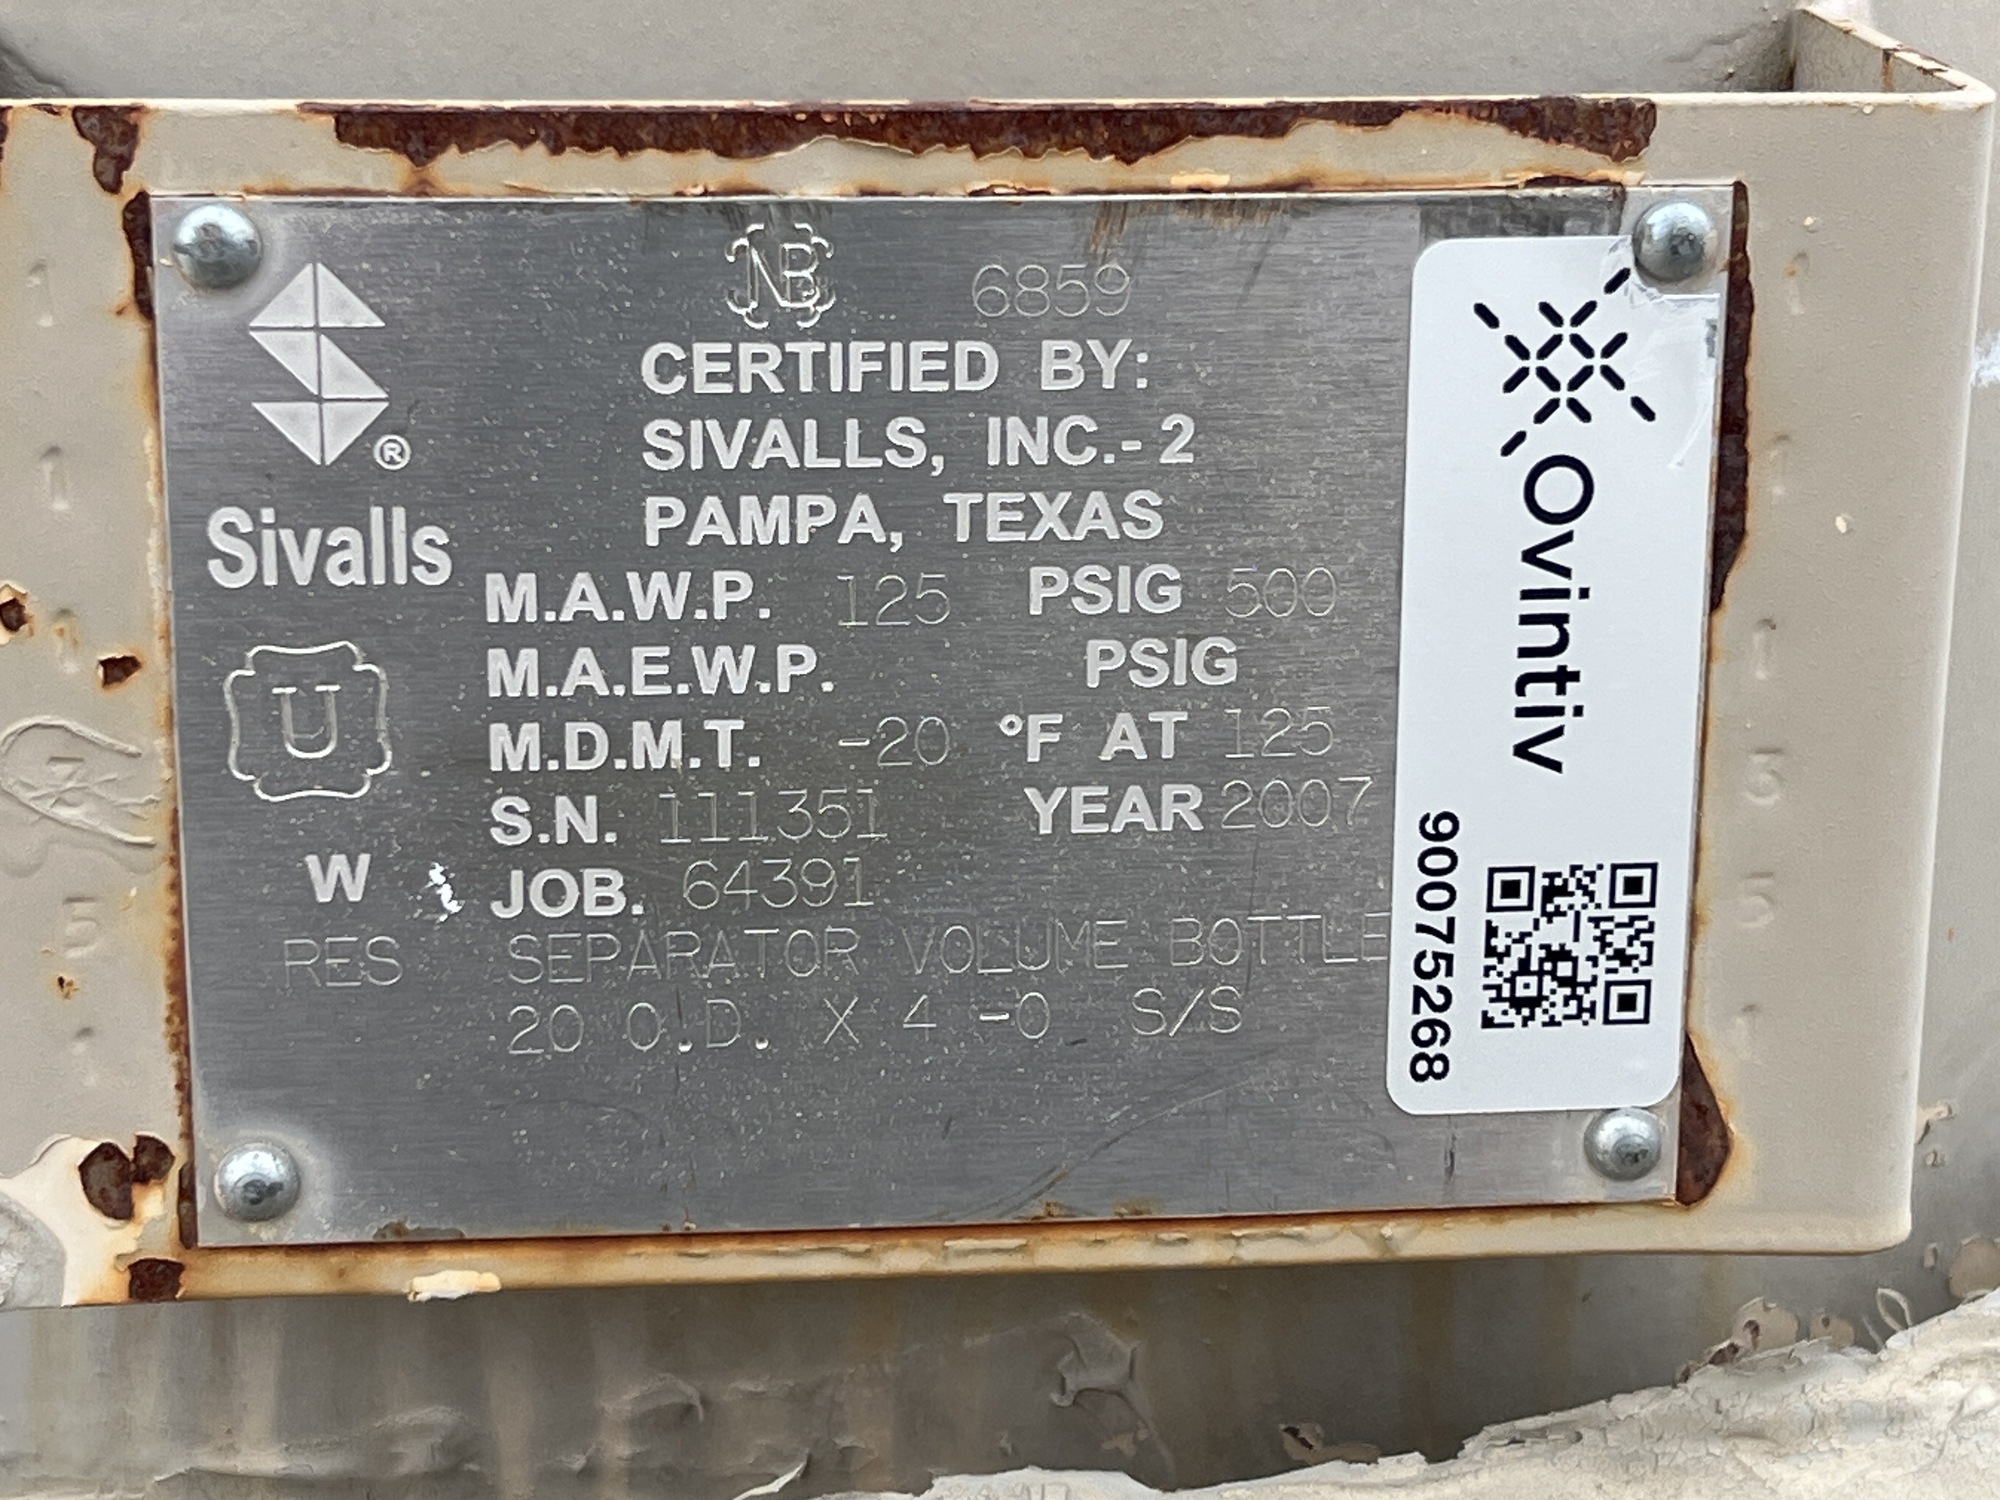 NB 6859
CERTIFIED BY:
SIVALLS, INC.-2
PAMPA, TEXAS
®
Sivalls
M.A.W.P. 125 PSIG 500
M.A.E.W.P. PSIG
U
M.D.M.T. -20 °F AT 125
S.N. 111351 YEAR 2007
W JOB. 64391
RES SEPARATOR VOLUME BOTTLE
20 O.D. X 4 -0 S/S
Ovintiv
900752268